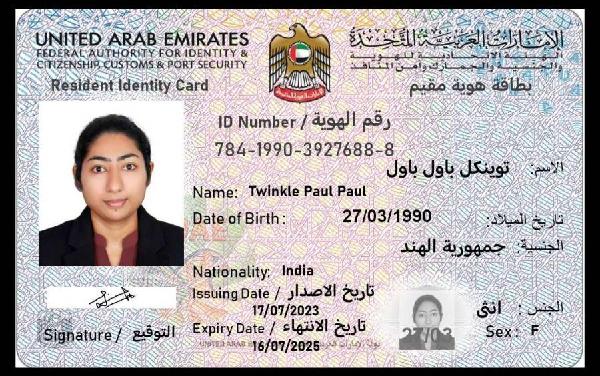 UNITED ARAB EMIRATES
FEDERAL AUTHORITY FOR IDENTITY &
CITIZENSHIP, CUSTOMS & PORT SECURITY
Resident Identity Card
الإمارات العربية المتحدة
الهيئة الاتحادية للهوية
والجنسية والجمارك وأمن المنافذ
بطاقة هوية مقيم
ID Number / رقم الهوية
784-1990-3927688-8
الاسم: توينكل باول باول
Name: Twinkle Paul Paul
Date of Birth: 27/03/1990 تاريخ الميلاد:
الجنسية: جمهورية الهند
Nationality: India
Issuing Date / تاريخ الاصدار
17/07/2023
Expiry Date / تاريخ الانتهاء
16/07/2025
الجنس: انثى
Sex: F
27/03
Signature / التوقيع